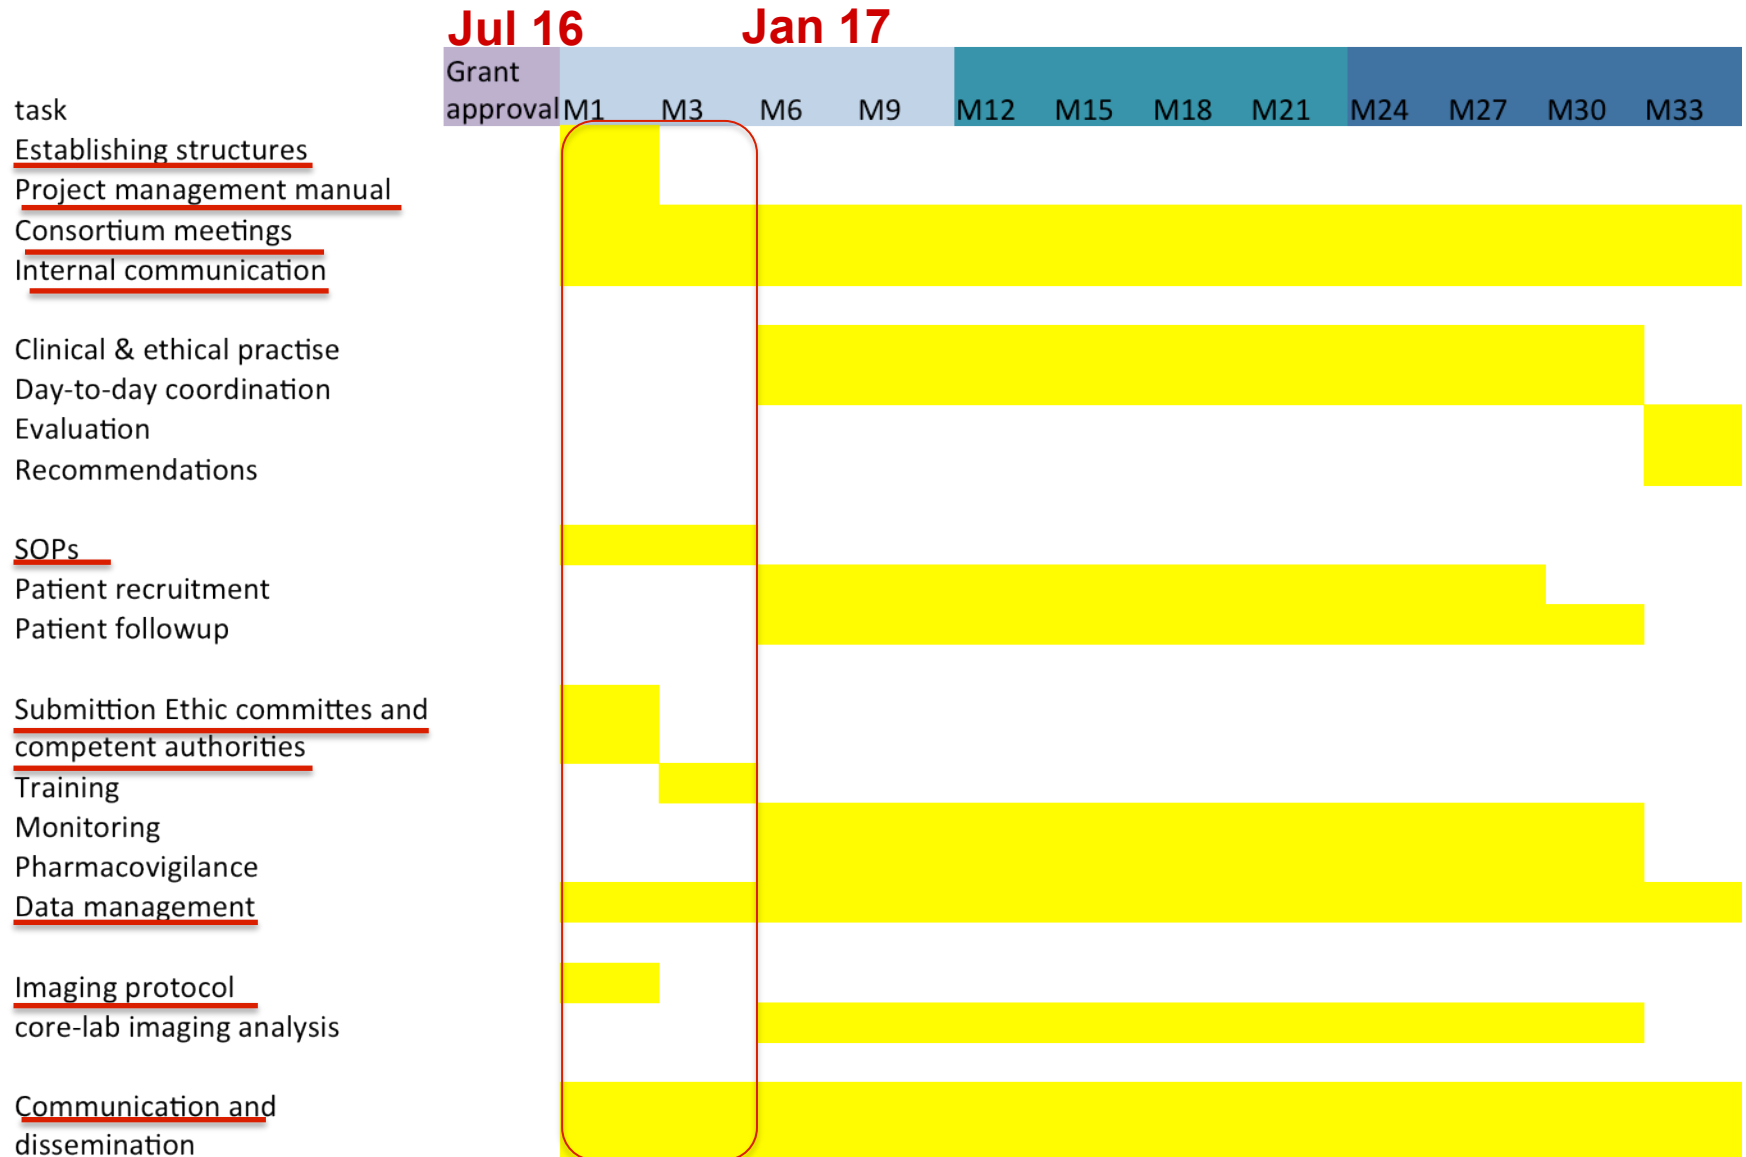 Jul 16 Jan 17
Grant
task approval M1 M3 M6 M9 M12 M15 M18 M21 M24 M27 M30 M33
Establishing structures
Project management manual
Consortium meetings
Internal communication
Clinical & ethical practise
Day-to-day coordination
Evaluation
Recommendations
SOPs
Patient recruitment
Patient followup
Submittion Ethic committes and
competent authorities
Training
Monitoring
Pharmacovigilance
Data management
Imaging protocol
core-lab imaging analysis
Communication and
dissemination